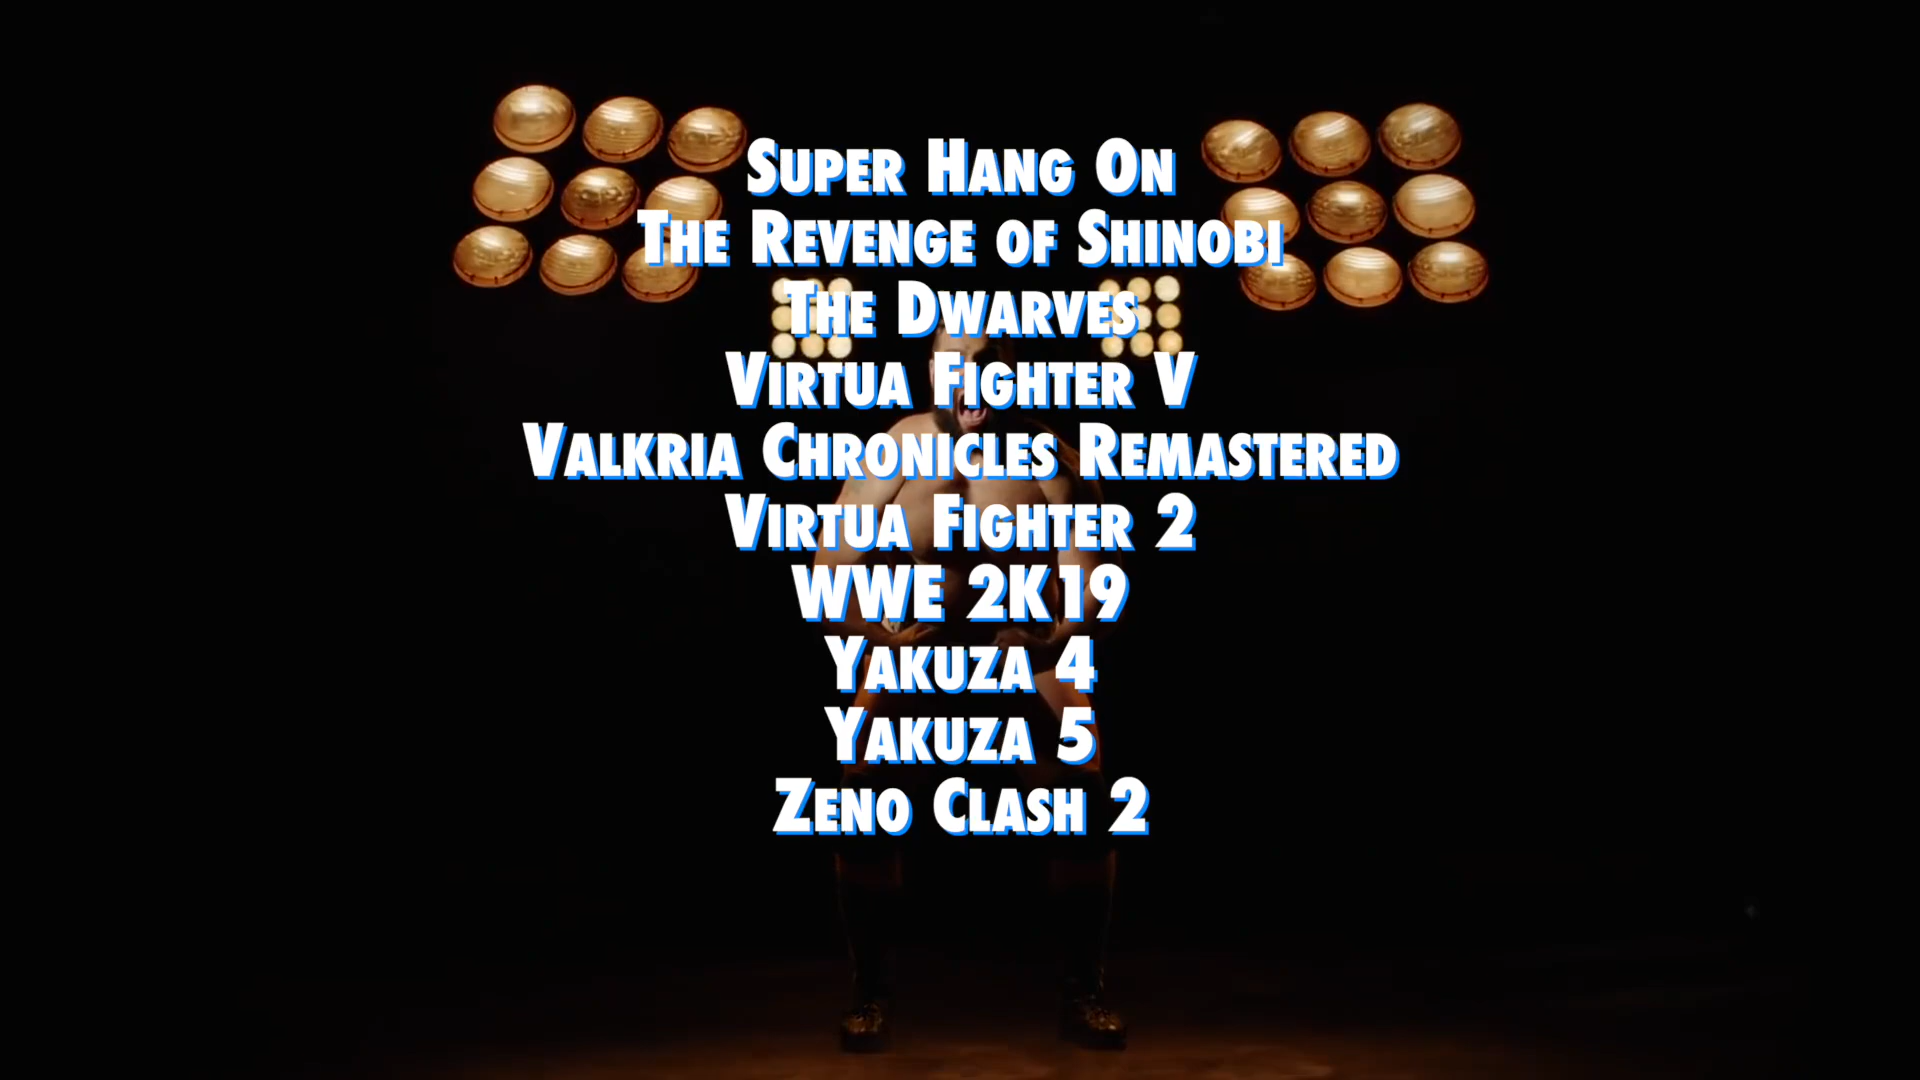 Super Hang On
The Revenge of Shinobi
The Dwarves
Virtua Fighter V
Valkria Chronicles Remastered
Virtua Fighter 2
WWE 2K19
Yakuza 4
Yakuza 5
Zeno Clash 2